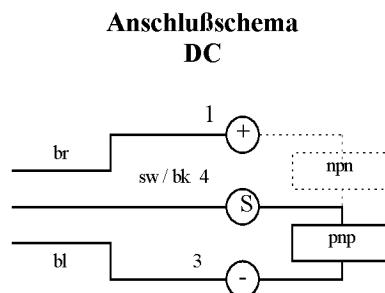 Anschlußschema
DC
1
+
br
npn
sw / bk 4
S
pnp
bl
3
-